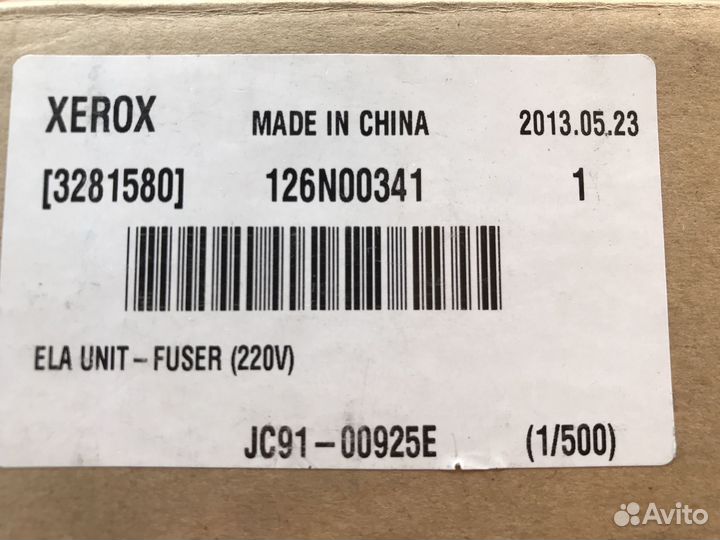 XEROX MADE IN CHINA 2013.05.23
[3281580] 126N00341 1
ELA UNIT-FUSER (220V)
JC91-00925E (1/500)
Avito